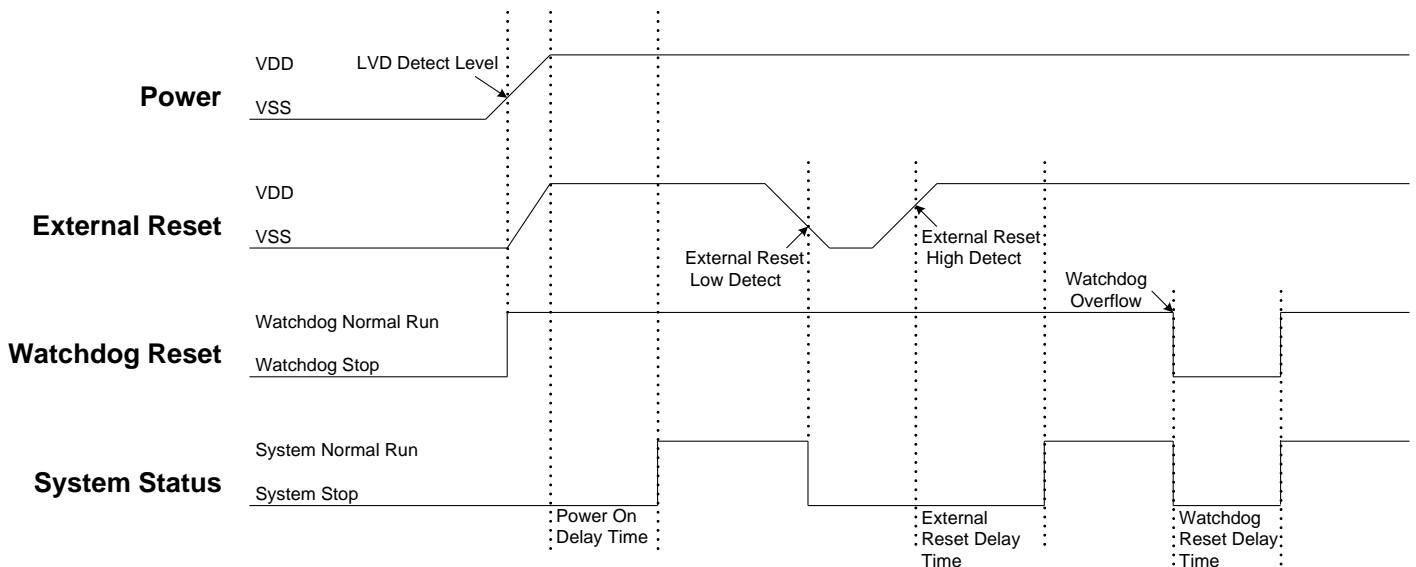 VDD
LVD Detect Level
Power
VSS
VDD
External Reset
VSS
External Reset
Low Detect
External Reset
High Detect
Watchdog
Overflow
Watchdog Normal Run
Watchdog Reset
Watchdog Stop
System Normal Run
System Status
System Stop
Power On
Delay Time
External
Reset Delay
Time
Watchdog
Reset Delay
Time